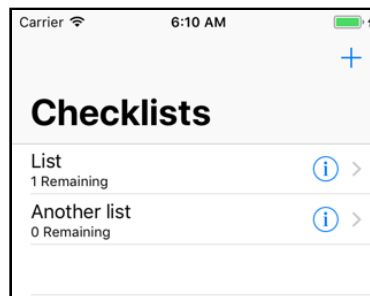 Carrier 6:10 AM
+
Checklists
List
1 Remaining
Another list
0 Remaining